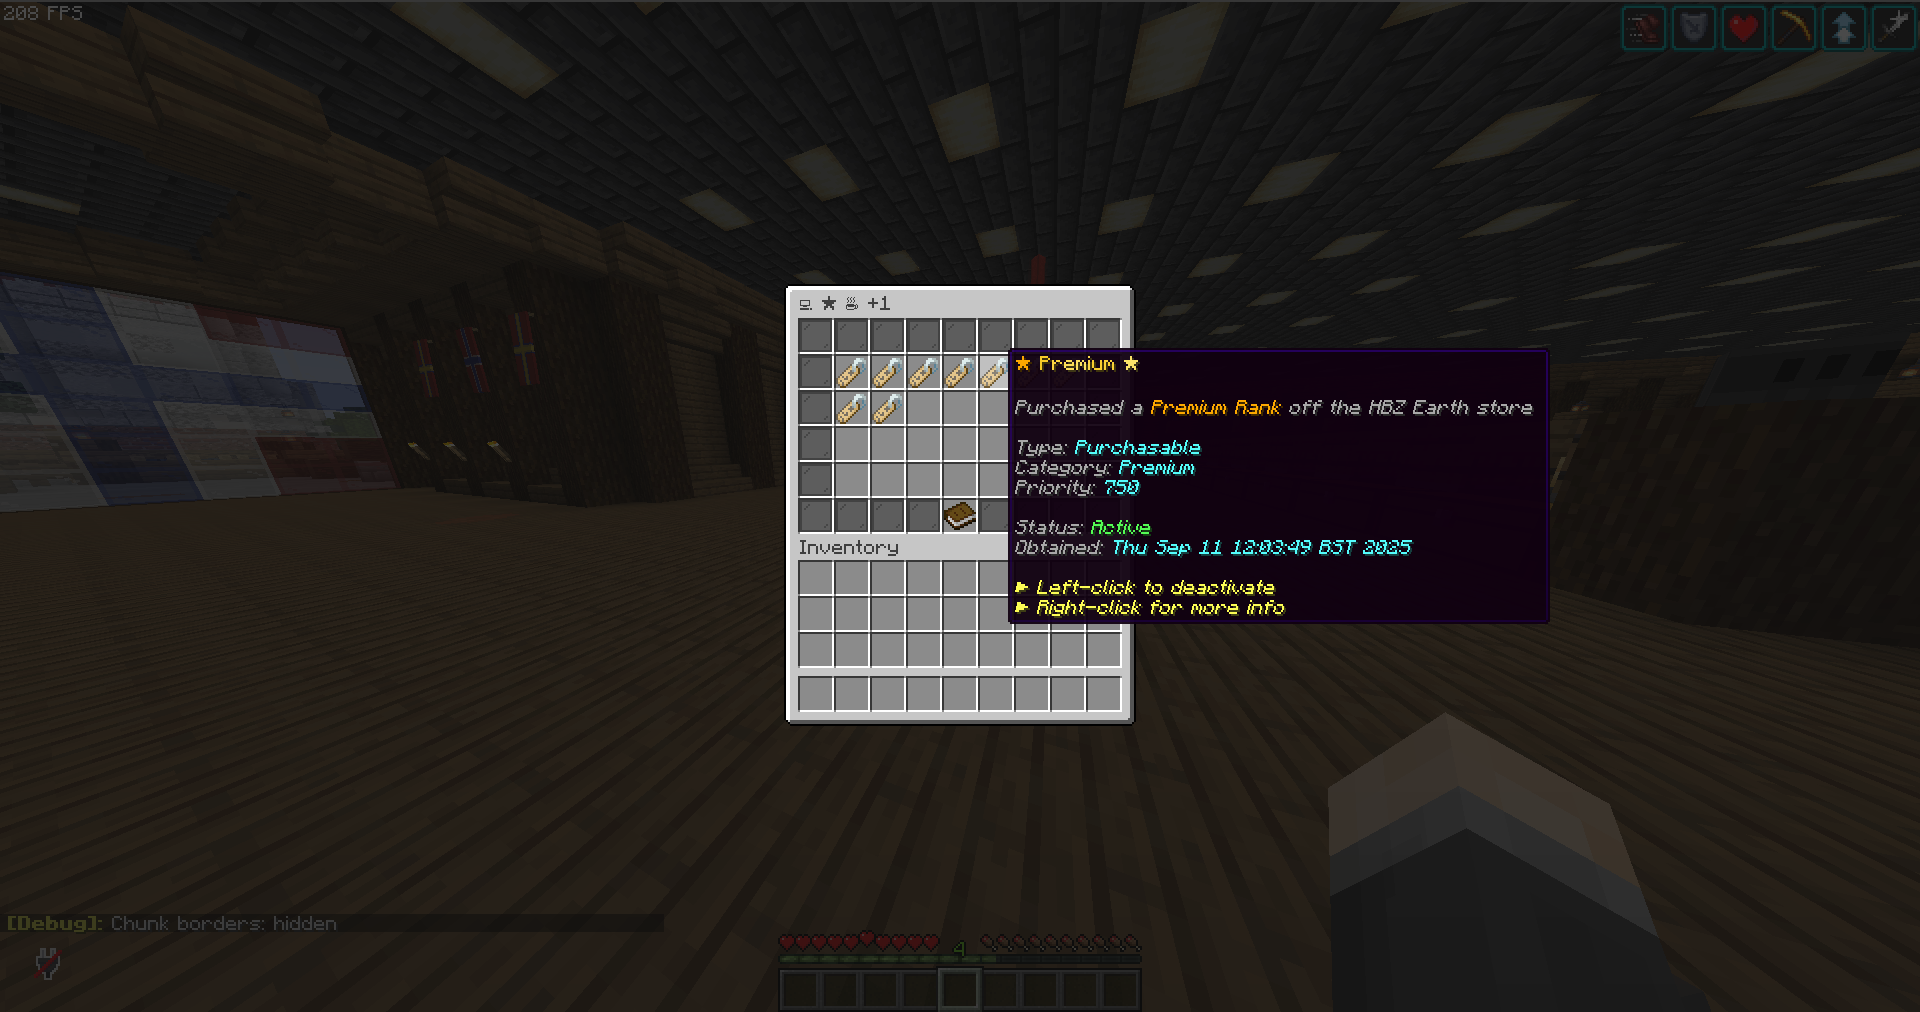 208 FPS
+1
★ Premium ★
Purchased a Premium Rank off the HBZ Earth store
Type: Purchasable
Category: Premium
Priority: 750
Status: Active
Obtained: Thu Sep 11 12:03:49 BST 2025
► Left-click to deactivate
► Right-click for more info
Inventory
[Debug]: Chunk borders: hidden
4